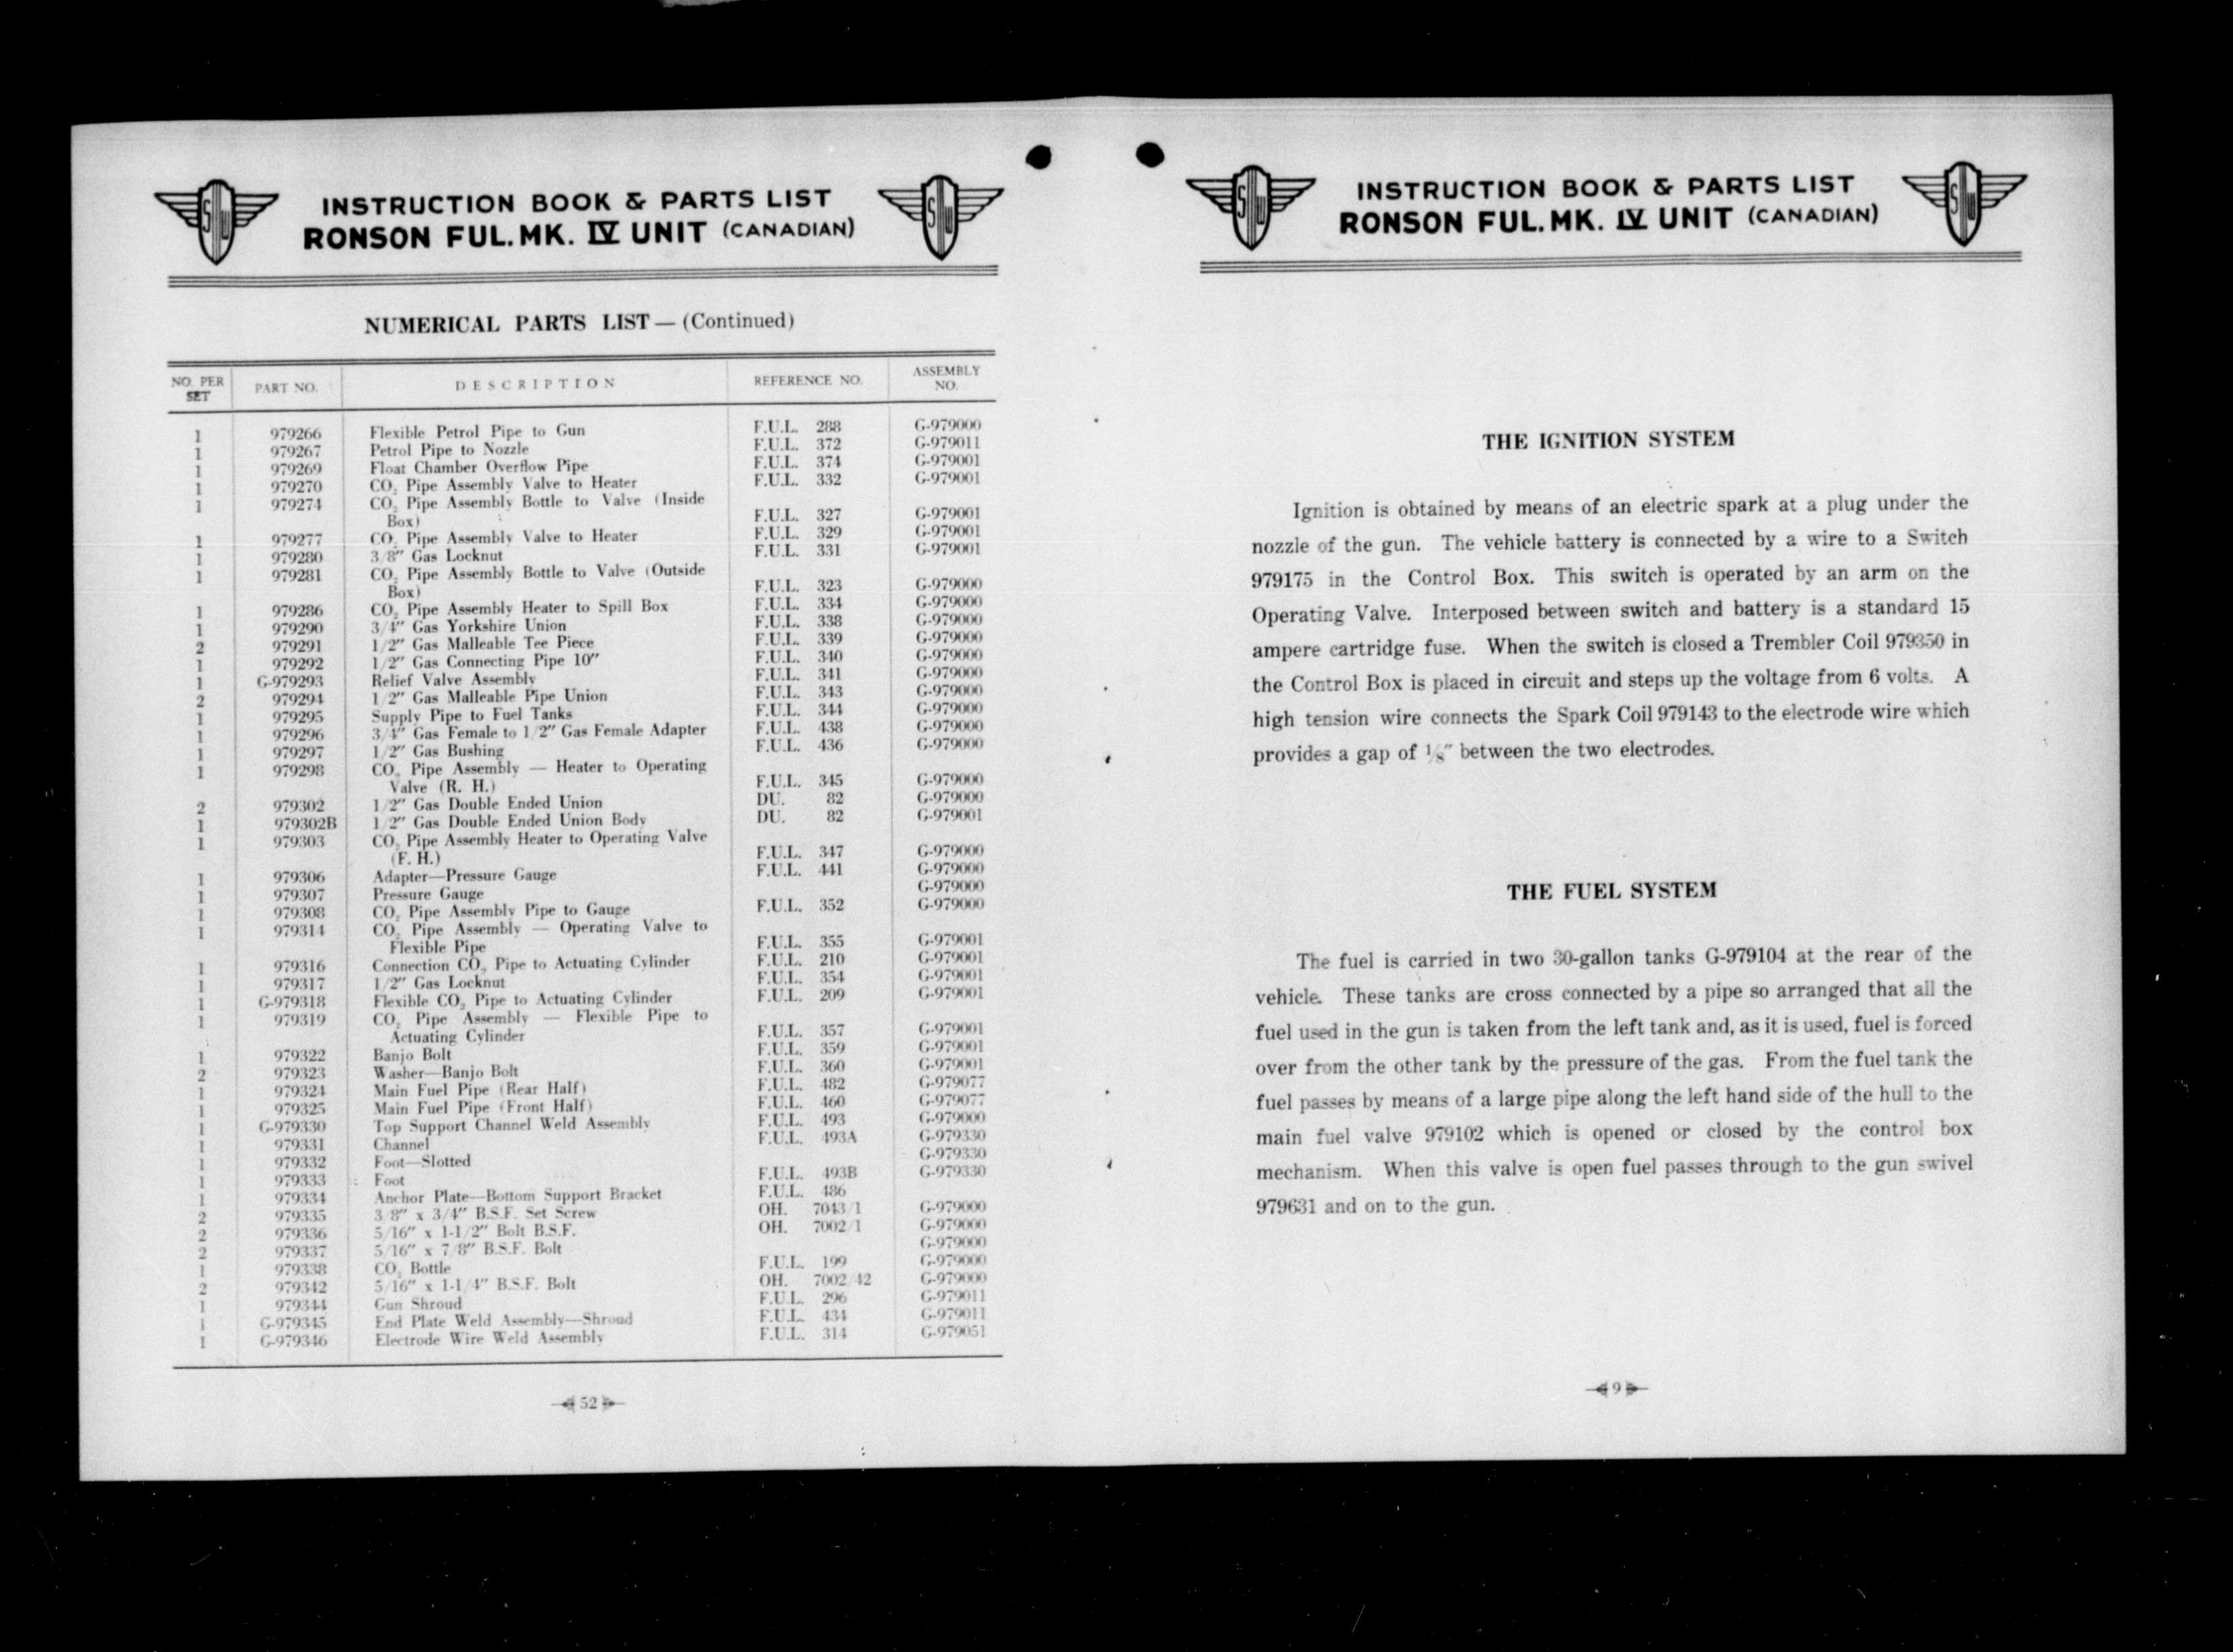 INSTRUCTION BOOK & PARTS LIST
RONSON FUL. MK. IV UNIT (CANADIAN)
NUMERICAL PARTS LIST — (Continued)
NO. PER SET PART NO. DESCRIPTION REFERENCE NO. ASSEMBLY NO.
1 979266 Flexible Petrol Pipe to Gun F.U.L. 288 G-979000
1 979267 Petrol Pipe to Nozzle F.U.L. 372 G-979011
1 979269 Float Chamber Overflow Pipe F.U.L. 374 G-979001
1 979270 CO₂ Pipe Assembly Valve to Heater F.U.L. 332 G-979001
1 979274 CO₂ Pipe Assembly Bottle to Valve (Inside
Box) F.U.L. 327 G-979001
1 979277 CO₂ Pipe Assembly Valve to Heater F.U.L. 329 G-979001
1 979280 3/8″ Gas Locknut F.U.L. 331 G-979001
1 979281 CO₂ Pipe Assembly Bottle to Valve (Outside
Box) F.U.L. 323 G-979000
1 979286 CO₂ Pipe Assembly Heater to Spill Box F.U.L. 334 G-979000
1 979290 3/4″ Gas Yorkshire Union F.U.L. 338 G-979000
2 979291 1/2″ Gas Malleable Tee Piece F.U.L. 339 G-979000
1 979292 1/2″ Gas Connecting Pipe 10″ F.U.L. 340 G-979000
1 G-979293 Relief Valve Assembly F.U.L. 341 G-979000
2 979294 1/2″ Gas Malleable Pipe Union F.U.L. 343 G-979000
1 979295 Supply Pipe to Fuel Tanks F.U.L. 344 G-979000
1 979296 3/4″ Gas Female to 1/2″ Gas Female Adapter F.U.L. 438 G-979000
1 979297 1/2″ Gas Bushing F.U.L. 436 G-979000
1 979298 CO₂ Pipe Assembly — Heater to Operating
Valve (R. H.) F.U.L. 345 G-979000
2 979302 1/2″ Gas Double Ended Union DU. 82 G-979000
1 979302B 1/2″ Gas Double Ended Union Body DU. 82 G-979001
1 979303 CO₂ Pipe Assembly Heater to Operating Valve
(F. H.) F.U.L. 347 G-979000
1 979306 Adapter—Pressure Gauge F.U.L. 441 G-979000
1 979307 Pressure Gauge G-979000
1 979308 CO₂ Pipe Assembly Pipe to Gauge F.U.L. 352 G-979000
1 979314 CO₂ Pipe Assembly — Operating Valve to
Flexible Pipe F.U.L. 355 G-979001
1 979316 Connection CO₂ Pipe to Actuating Cylinder F.U.L. 210 G-979001
1 979317 1/2″ Gas Locknut F.U.L. 354 G-979001
1 G-979318 Flexible CO₂ Pipe to Actuating Cylinder F.U.L. 209 G-979001
1 979319 CO₂ Pipe Assembly — Flexible Pipe to
Actuating Cylinder F.U.L. 357 G-979001
1 979322 Banjo Bolt F.U.L. 359 G-979001
2 979323 Washer—Banjo Bolt F.U.L. 360 G-979001
1 979324 Main Fuel Pipe (Rear Half) F.U.L. 482 G-979077
1 979325 Main Fuel Pipe (Front Half) F.U.L. 460 G-979077
1 G-979330 Top Support Channel Weld Assembly F.U.L. 493 G-979000
1 979331 Channel F.U.L. 493A G-979330
1 979332 Foot—Slotted G-979330
1 979333 Foot F.U.L. 493B G-979330
1 979334 Anchor Plate—Bottom Support Bracket F.U.L. 486
2 979335 3/8″ x 3/4″ B.S.F. Set Screw OH. 7043/1 G-979000
2 979336 5/16″ x 1-1/2″ Bolt B.S.F. OH. 7002/1 G-979000
2 979337 5/16″ x 7/8″ B.S.F. Bolt G-979000
1 979338 CO₂ Bottle F.U.L. 199 G-979000
2 979342 5/16″ x 1-1/4″ B.S.F. Bolt OH. 7002/42 G-979000
1 979344 Gun Shroud F.U.L. 296 G-979011
1 G-979345 End Plate Weld Assembly—Shroud F.U.L. 434 G-979011
1 G-979346 Electrode Wire Weld Assembly F.U.L. 314 G-979051
52
INSTRUCTION BOOK & PARTS LIST
RONSON FUL. MK. IV UNIT (CANADIAN)
THE IGNITION SYSTEM
Ignition is obtained by means of an electric spark at a plug under the
nozzle of the gun. The vehicle battery is connected by a wire to a Switch
979175 in the Control Box. This switch is operated by an arm on the
Operating Valve. Interposed between switch and battery is a standard 15
ampere cartridge fuse. When the switch is closed a Trembler Coil 979350 in
the Control Box is placed in circuit and steps up the voltage from 6 volts. A
high tension wire connects the Spark Coil 979143 to the electrode wire which
provides a gap of ⅛″ between the two electrodes.
THE FUEL SYSTEM
The fuel is carried in two 30-gallon tanks G-979104 at the rear of the
vehicle. These tanks are cross connected by a pipe so arranged that all the
fuel used in the gun is taken from the left tank and, as it is used, fuel is forced
over from the other tank by the pressure of the gas. From the fuel tank the
fuel passes by means of a large pipe along the left hand side of the hull to the
main fuel valve 979102 which is opened or closed by the control box
mechanism. When this valve is open fuel passes through to the gun swivel
979631 and on to the gun.
9